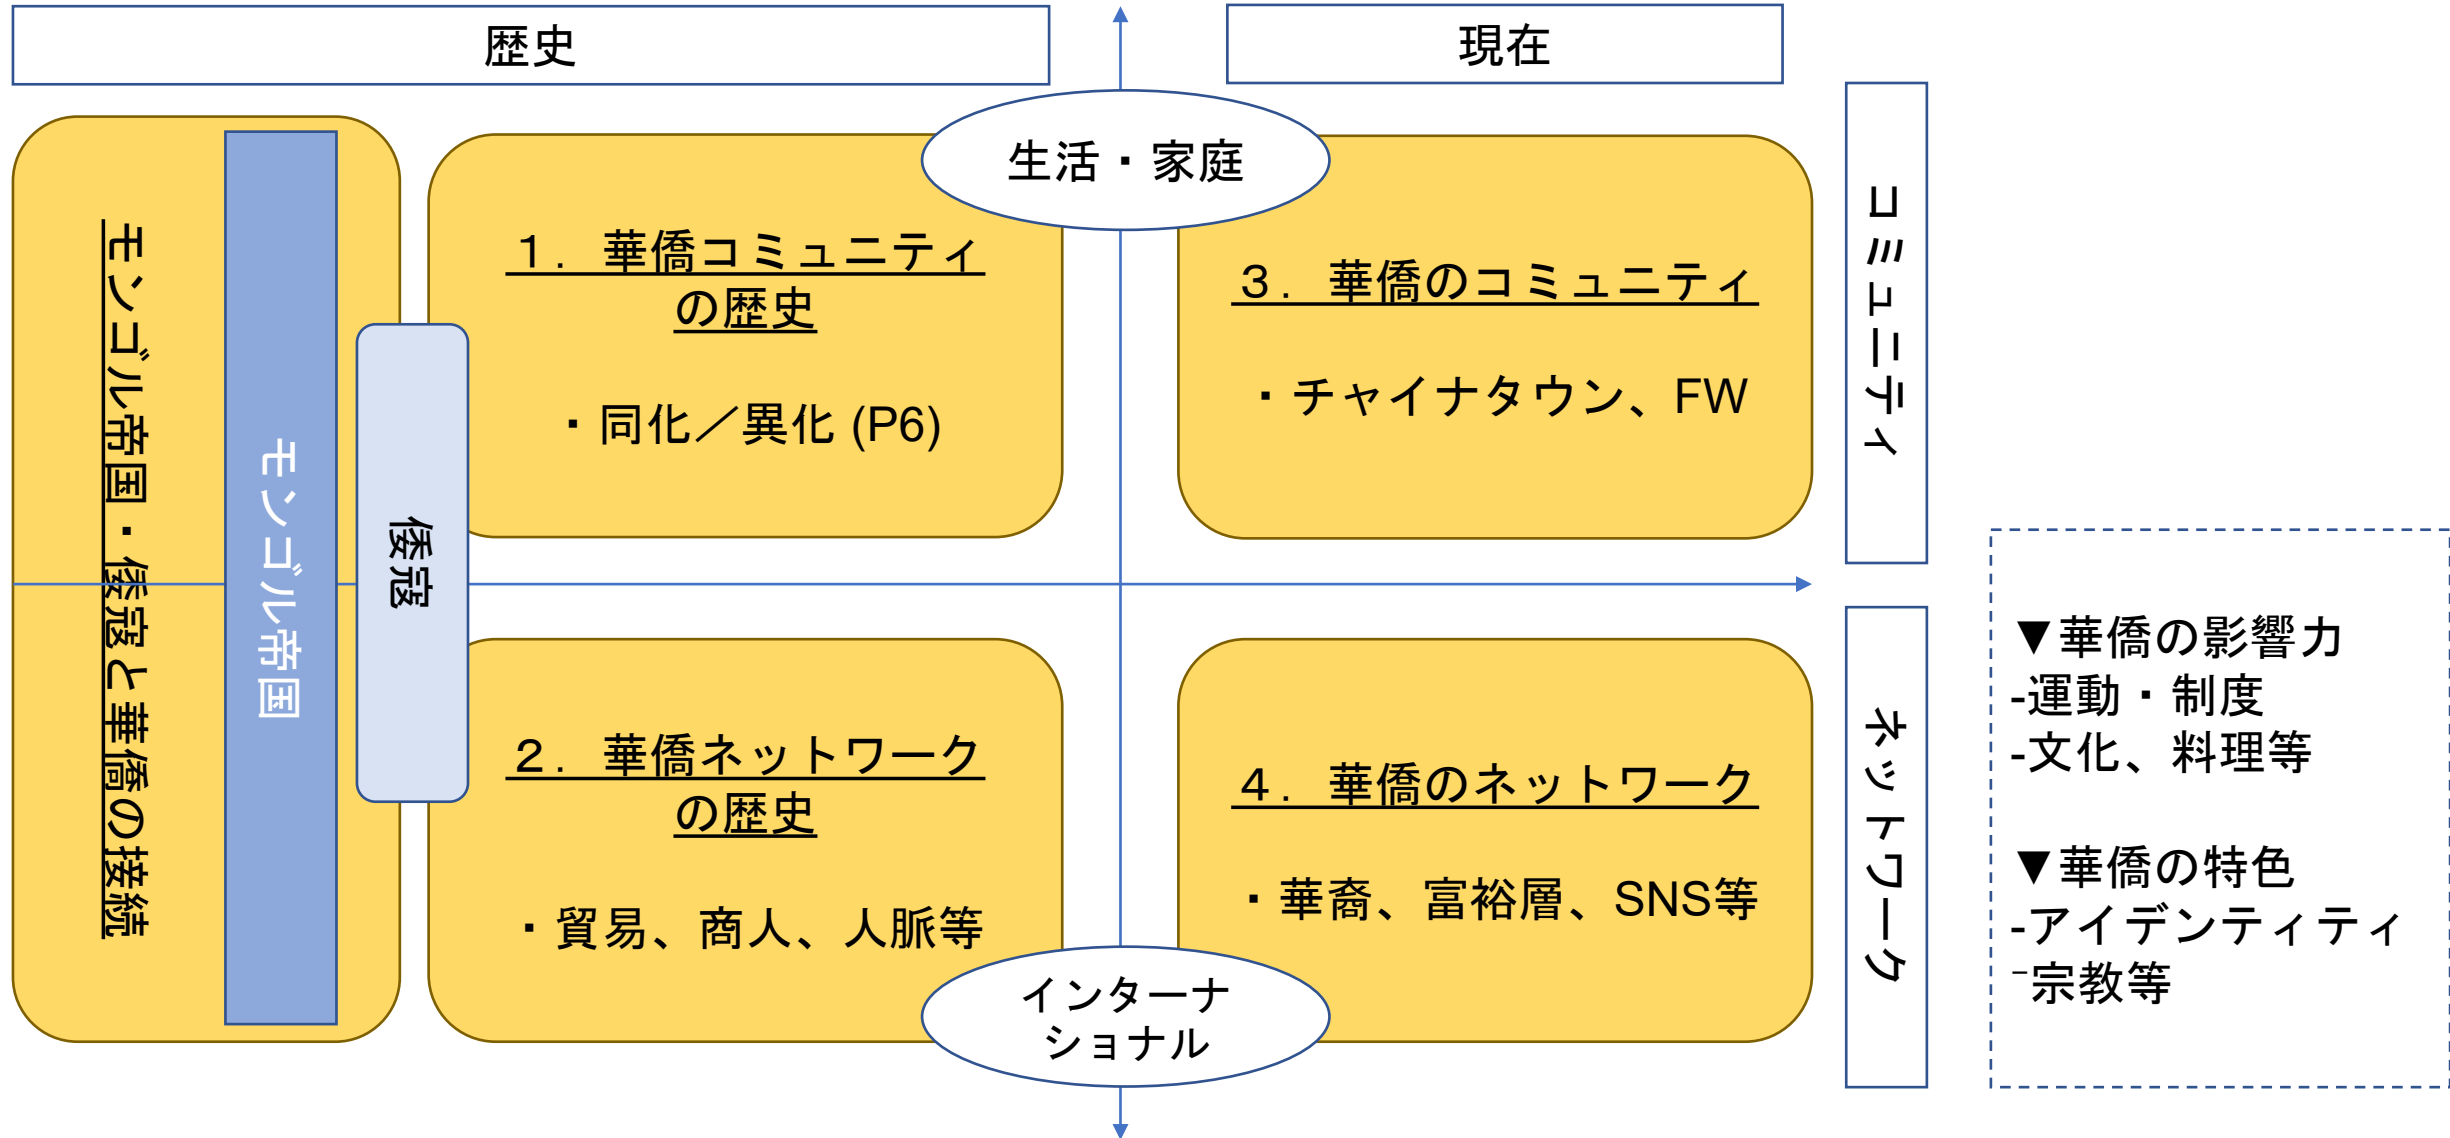 歴史
現在
生活・家庭
コミュニティ
モンゴル帝国・倭寇と華僑の接続
モンゴル帝国
倭寇
１．華僑コミュニティ
の歴史
・同化／異化 (P6)
３．華僑のコミュニティ
・チャイナタウン、FW
２．華僑ネットワーク
の歴史
・貿易、商人、人脈等
４．華僑のネットワーク
・華裔、富裕層、SNS等
インターナ
ショナル
ネットワーク
▼華僑の影響力
-運動・制度
-文化、料理等
▼華僑の特色
-アイデンティティ
-宗教等